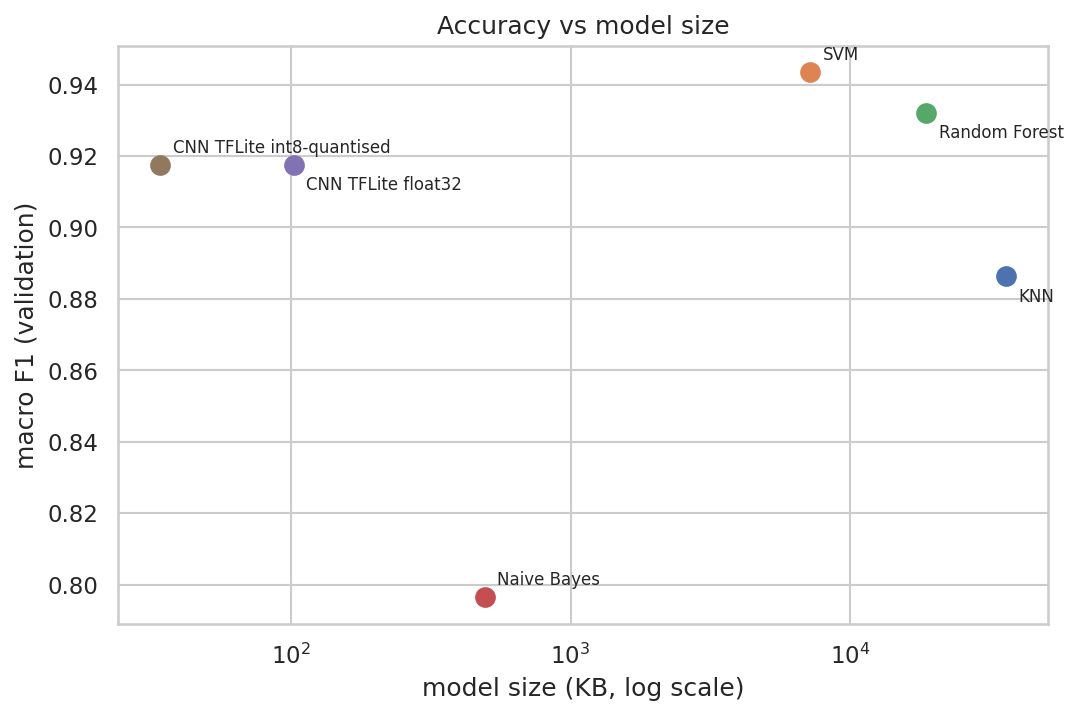 Accuracy vs model size
SVM
0.94
Random Forest
CNN TFLite int8-quantised
0.92
CNN TFLite float32
0.90
KNN
0.88
0.86
0.84
0.82
Naive Bayes
0.80
macro F1 (validation)
10²
10³
10⁴
model size (KB, log scale)